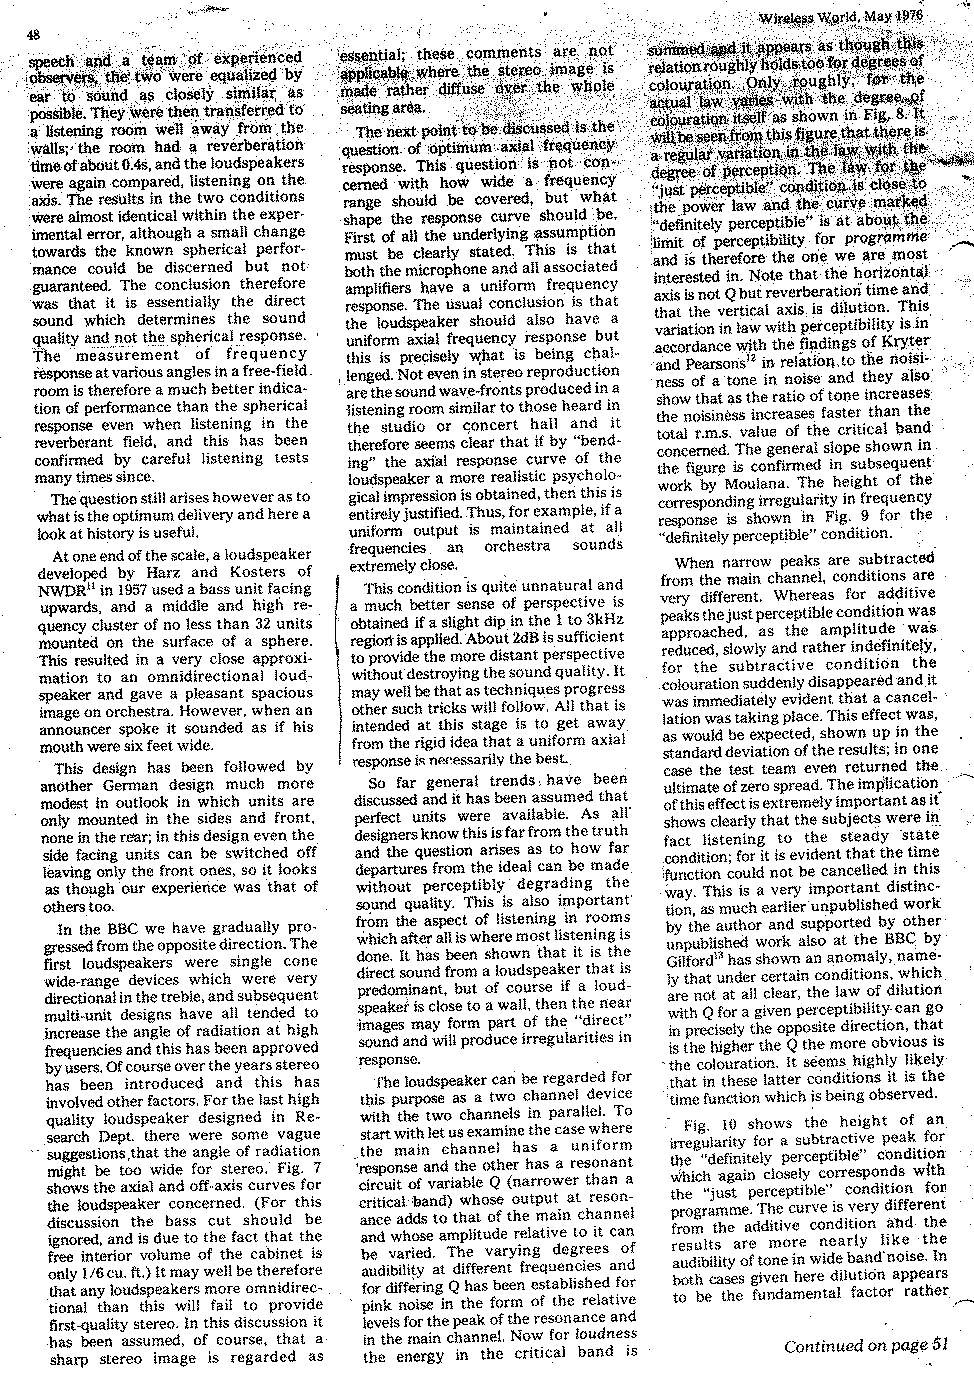 48
Wireless World, May 1976
speech and a team of experienced
observers, the two were equalized by
ear to sound as closely similar as
possible. They were then transferred to
a listening room well away from the
walls; the room had a reverberation
time of about 0.4s, and the loudspeakers
were again compared, listening on the
axis. The results in the two conditions
were almost identical within the exper-
imental error, although a small change
towards the known spherical perfor-
mance could be discerned but not
guaranteed. The conclusion therefore
was that it is essentially the direct
sound which determines the sound
quality and not the spherical response.
The measurement of frequency
response at various angles in a free-field
room is therefore a much better indica-
tion of performance than the spherical
response even when listening in the
reverberant field, and this has been
confirmed by careful listening tests
many times since.
The question still arises however as to
what is the optimum delivery and here a
look at history is useful.
At one end of the scale, a loudspeaker
developed by Harz and Kosters of
NWDR¹¹ in 1957 used a bass unit facing
upwards, and a middle and high re-
quency cluster of no less than 32 units
mounted on the surface of a sphere.
This resulted in a very close approxi-
mation to an omnidirectional loud-
speaker and gave a pleasant spacious
image on orchestra. However, when an
announcer spoke it sounded as if his
mouth were six feet wide.
This design has been followed by
another German design much more
modest in outlook in which units are
only mounted in the sides and front,
none in the rear; in this design even the
side facing units can be switched off
leaving only the front ones, so it looks
as though our experience was that of
others too.
In the BBC we have gradually pro-
gressed from the opposite direction. The
first loudspeakers were single cone
wide-range devices which were very
directional in the treble, and subsequent
multi-unit designs have all tended to
increase the angle of radiation at high
frequencies and this has been approved
by users. Of course over the years stereo
has been introduced and this has
involved other factors. For the last high
quality loudspeaker designed in Re-
search Dept. there were some vague
suggestions that the angle of radiation
might be too wide for stereo. Fig. 7
shows the axial and off-axis curves for
the loudspeaker concerned. (For this
discussion the bass cut should be
ignored, and is due to the fact that the
free interior volume of the cabinet is
only 1/6 cu. ft.) It may well be therefore
that any loudspeakers more omnidirec-
tional than this will fail to provide
first-quality stereo. In this discussion it
has been assumed, of course, that a
sharp stereo image is regarded as
essential; these comments are not
applicable where the stereo image is
made rather diffuse over the whole
seating area.
The next point to be discussed is the
question of optimum axial frequency
response. This question is not con-
cerned with how wide a frequency
range should be covered, but what
shape the response curve should be.
First of all the underlying assumption
must be clearly stated. This is that
both the microphone and all associated
amplifiers have a uniform frequency
response. The usual conclusion is that
the loudspeaker should also have a
uniform axial frequency response but
this is precisely what is being chal-
lenged. Not even in stereo reproduction
are the sound wave-fronts produced in a
listening room similar to those heard in
the studio or concert hall and it
therefore seems clear that if by "bend-
ing" the axial response curve of the
loudspeaker a more realistic psycholo-
gical impression is obtained, then this is
entirely justified. Thus, for example, if a
uniform output is maintained at all
frequencies an orchestra sounds
extremely close.
This condition is quite unnatural and
a much better sense of perspective is
obtained if a slight dip in the 1 to 3kHz
region is applied. About 2dB is sufficient
to provide the more distant perspective
without destroying the sound quality. It
may well be that as techniques progress
other such tricks will follow. All that is
intended at this stage is to get away
from the rigid idea that a uniform axial
response is necessarily the best.
So far general trends have been
discussed and it has been assumed that
perfect units were available. As all
designers know this is far from the truth
and the question arises as to how far
departures from the ideal can be made
without perceptibly degrading the
sound quality. This is also important
from the aspect of listening in rooms
which after all is where most listening is
done. It has been shown that it is the
direct sound from a loudspeaker that is
predominant, but of course if a loud-
speaker is close to a wall, then the near
images may form part of the "direct"
sound and will produce irregularities in
response.
The loudspeaker can be regarded for
this purpose as a two channel device
with the two channels in parallel. To
start with let us examine the case where
the main channel has a uniform
response and the other has a resonant
circuit of variable Q (narrower than a
critical band) whose output at reson-
ance adds to that of the main channel
and whose amplitude relative to it can
be varied. The varying degrees of
audibility at different frequencies and
for differing Q has been established for
pink noise in the form of the relative
levels for the peak of the resonance and
in the main channel. Now for loudness
the energy in the critical band is
summed and it appears as though this
relation roughly holds too for degrees of
colouration. Only roughly, for the
actual law varies with the degree of
colouration itself as shown in Fig. 8. It
will be seen from this figure that there is
a regular variation in the law with the
degree of perception. The law for the
"just perceptible" condition is close to
the power law and the curve marked
"definitely perceptible" is at about the
limit of perceptibility for programme
and is therefore the one we are most
interested in. Note that the horizontal
axis is not Q but reverberation time and
that the vertical axis is dilution. This
variation in law with perceptibility is in
accordance with the findings of Kryter
and Pearsons¹² in relation to the noisi-
ness of a tone in noise and they also
show that as the ratio of tone increases
the noisiness increases faster than the
total r.m.s. value of the critical band
concerned. The general slope shown in
the figure is confirmed in subsequent
work by Moulana. The height of the
corresponding irregularity in frequency
response is shown in Fig. 9 for the
"definitely perceptible" condition.
When narrow peaks are subtracted
from the main channel, conditions are
very different. Whereas for additive
peaks the just perceptible condition was
approached, as the amplitude was
reduced, slowly and rather indefinitely,
for the subtractive condition the
colouration suddenly disappeared and it
was immediately evident that a cancel-
lation was taking place. This effect was,
as would be expected, shown up in the
standard deviation of the results; in one
case the test team even returned the
ultimate of zero spread. The implication
of this effect is extremely important as it
shows clearly that the subjects were in
fact listening to the steady state
condition; for it is evident that the time
function could not be cancelled in this
way. This is a very important distinc-
tion, as much earlier unpublished work
by the author and supported by other
unpublished work also at the BBC by
Gilford¹³ has shown an anomaly, name-
ly that under certain conditions, which
are not at all clear, the law of dilution
with Q for a given perceptibility can go
in precisely the opposite direction, that
is the higher the Q the more obvious is
the colouration. It seems highly likely
that in these latter conditions it is the
time function which is being observed.
Fig. 10 shows the height of an
irregularity for a subtractive peak for
the "definitely perceptible" condition
which again closely corresponds with
the "just perceptible" condition for
programme. The curve is very different
from the additive condition and the
results are more nearly like the
audibility of tone in wide band noise. In
both cases given here dilution appears
to be the fundamental factor rather
Continued on page 51